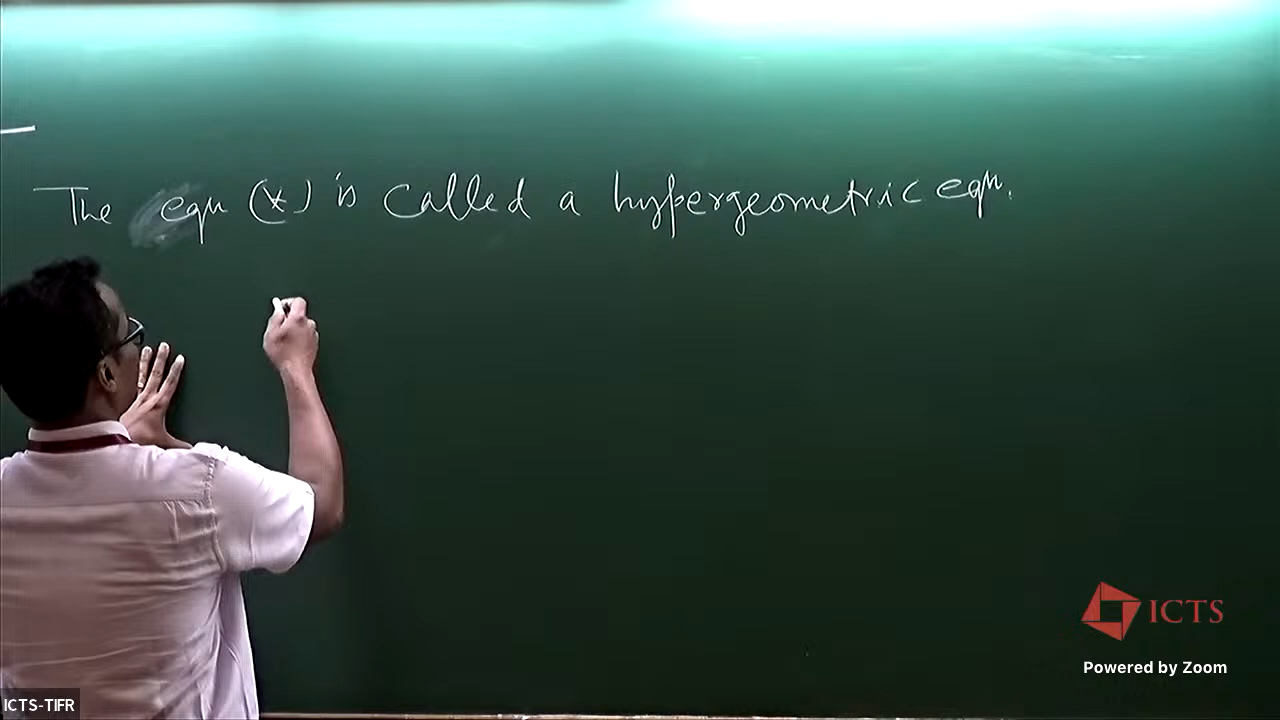 The eqn (*) is called a hypergeometric eqn.
ICTS
Powered by Zoom
ICTS-TIFR